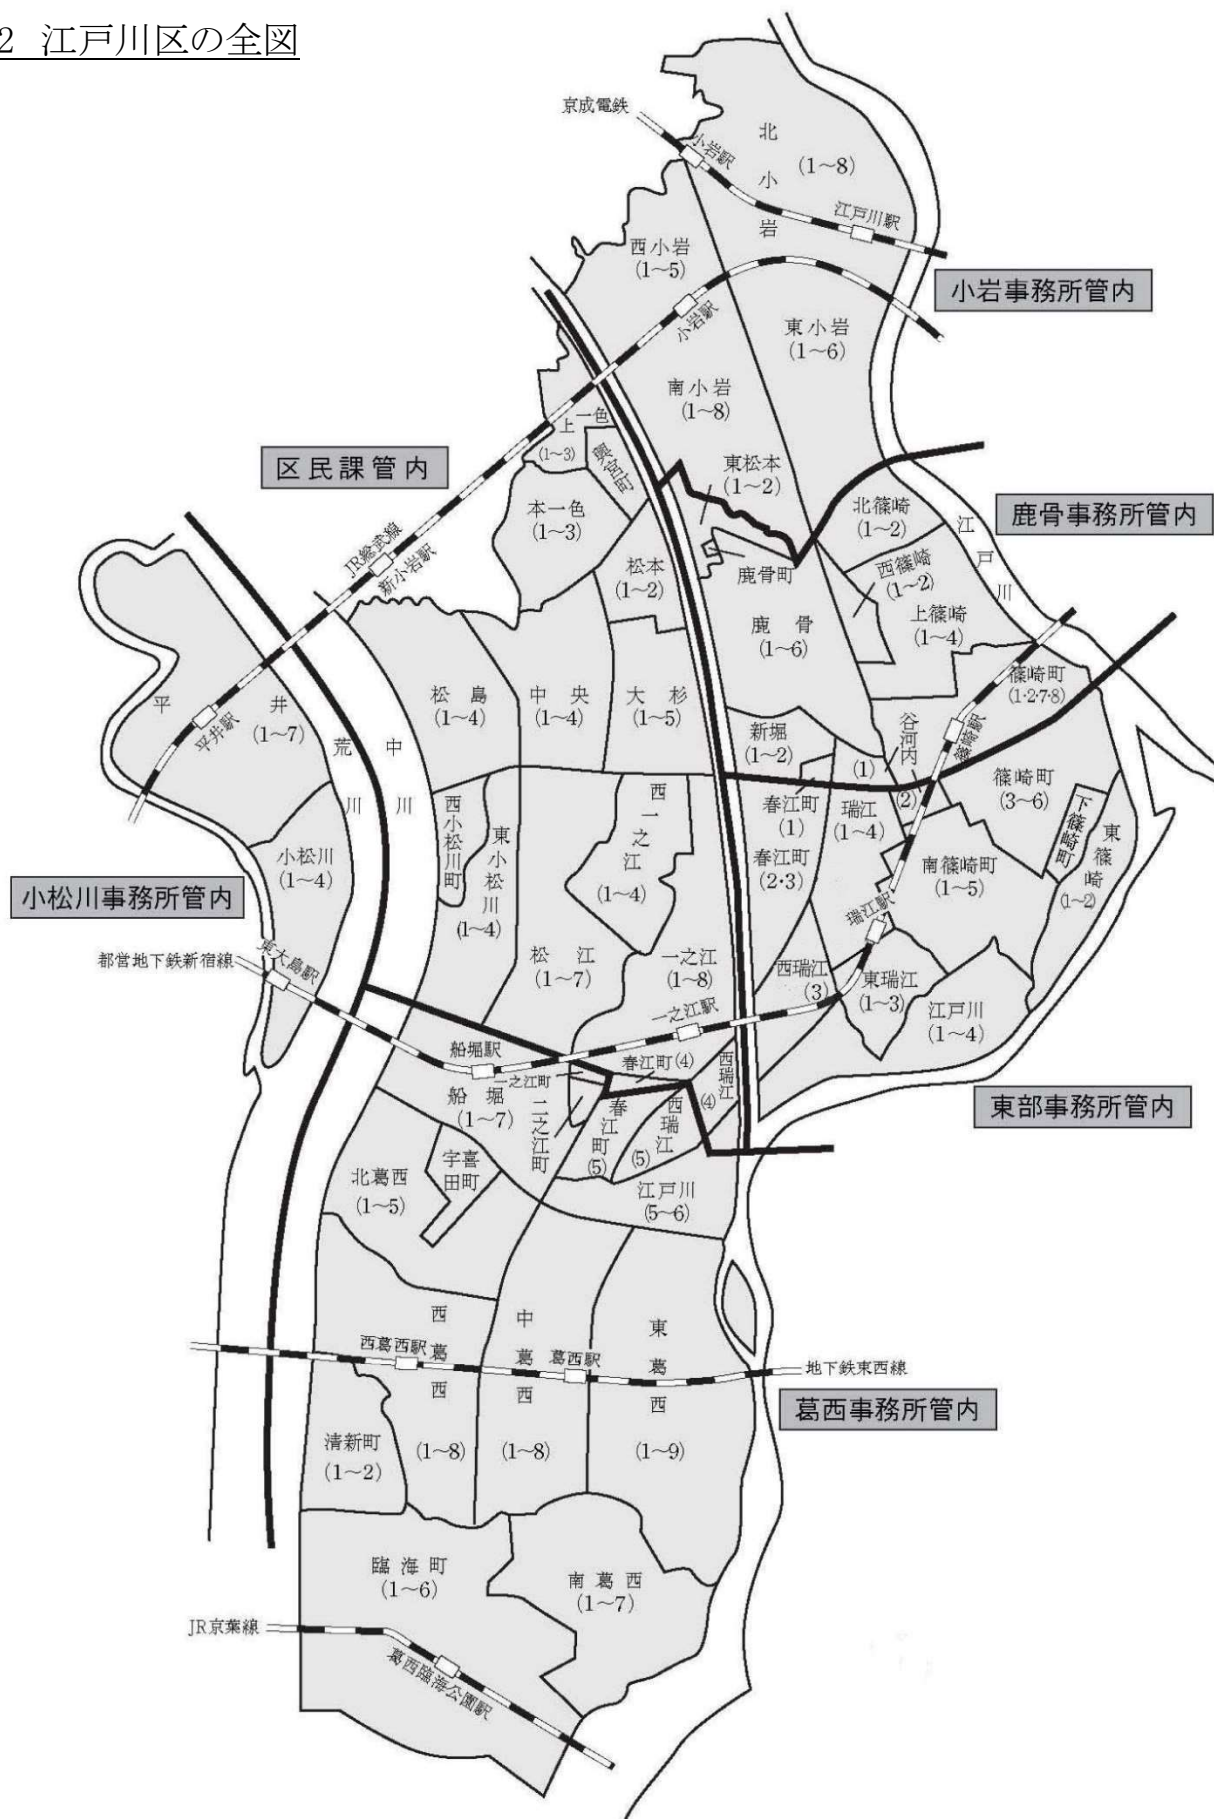 2 江戸川区の全図
京成電鉄
小岩駅
北小岩
(1～8)
江戸川駅
西小岩
(1～5)
小岩事務所管内
小岩駅
東小岩
(1～6)
南小岩
(1～8)
上一色
(1～3)
興宮町
区民課管内
東松本
(1～2)
本一色
(1～3)
北篠崎
(1～2)
鹿骨事務所管内
江戸川
JR総武線
新小岩駅
松本
(1～2)
鹿骨町
西篠崎
(1～2)
鹿骨
(1～6)
上篠崎
(1～4)
篠崎町
(1·2·7·8)
平井
(1～7)
平井駅
荒川
中川
松島
(1～4)
中央
(1～4)
大杉
(1～5)
新堀
(1～2)
谷河内
(1)
(2)
篠崎駅
篠崎町
(3～6)
春江町
(1)
瑞江
(1～4)
下篠崎町
東篠崎
(1～2)
西小松川町
東小松川
(1～4)
西一之江
(1～4)
小松川
(1～4)
春江町
(2·3)
南篠崎町
(1～5)
小松川事務所管内
瑞江駅
都営地下鉄新宿線
東大島駅
松江
(1～7)
一之江
(1～8)
西瑞江
(3)
東瑞江
(1～3)
江戸川
(1～4)
一之江駅
船堀駅
春江町(4)
西瑞江
(4)
一之江町
船堀
(1～7)
二之江町
春江町
(5)
西瑞江
(5)
東部事務所管内
北葛西
(1～5)
宇喜田町
江戸川
(5～6)
西葛西
(1～8)
中葛西
(1～8)
東葛西
(1～9)
西葛西駅
葛西駅
地下鉄東西線
葛西事務所管内
清新町
(1～2)
臨海町
(1～6)
南葛西
(1～7)
JR京葉線
葛西臨海公園駅